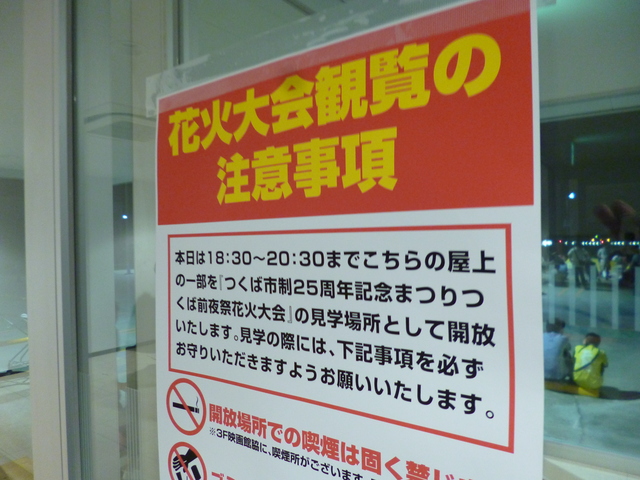 花火大会観覧の
注意事項
本日は18:30～20:30までこちらの屋上
の一部を『つくば市制25周年記念まつりつ
くば前夜祭花火大会』の見学場所として開放
いたします。見学の際には、下記事項を必ず
お守りいただきますようお願いいたします。
開放場所での喫煙は固く禁じ
※3F映画館脇に、喫煙所がございます